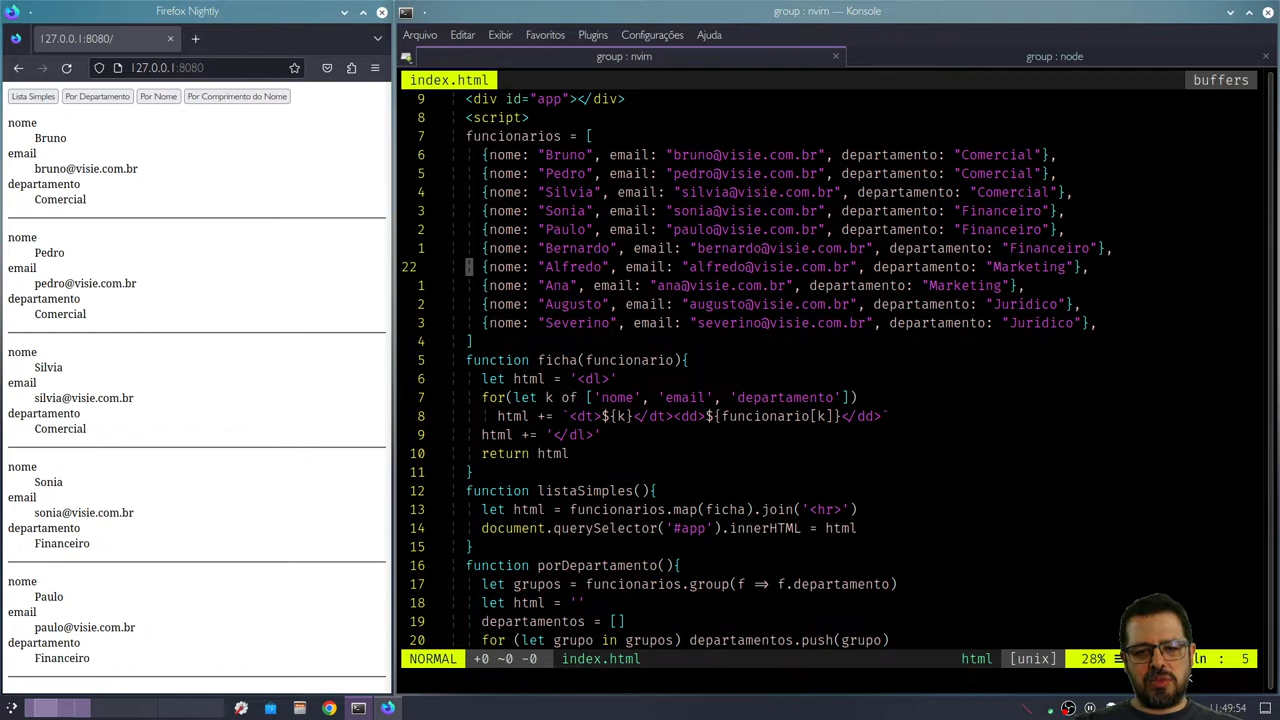 Firefox Nightly
group : nvim — Konsole
127.0.0.1:8080/
127.0.0.1:8080
Lista Simples
Por Departamento
Por Nome
Por Comprimento do Nome
nome
Bruno
email
bruno@visie.com.br
departamento
Comercial
nome
Pedro
email
pedro@visie.com.br
departamento
Comercial
nome
Silvia
email
silvia@visie.com.br
departamento
Comercial
nome
Sonia
email
sonia@visie.com.br
departamento
Financeiro
nome
Paulo
email
paulo@visie.com.br
departamento
Financeiro
Arquivo Editar Exibir Favoritos Plugins Configurações Ajuda
group : nvim
group : node
index.html
buffers
9 <div id="app"></div>
8 <script>
7 funcionarios = [
6 {nome: "Bruno", email: "bruno@visie.com.br", departamento: "Comercial"},
5 {nome: "Pedro", email: "pedro@visie.com.br", departamento: "Comercial"},
4 {nome: "Silvia", email: "silvia@visie.com.br", departamento: "Comercial"},
3 {nome: "Sonia", email: "sonia@visie.com.br", departamento: "Financeiro"},
2 {nome: "Paulo", email: "paulo@visie.com.br", departamento: "Financeiro"},
1 {nome: "Bernardo", email: "bernardo@visie.com.br", departamento: "Financeiro"},
22 {nome: "Alfredo", email: "alfredo@visie.com.br", departamento: "Marketing"},
1 {nome: "Ana", email: "ana@visie.com.br", departamento: "Marketing"},
2 {nome: "Augusto", email: "augusto@visie.com.br", departamento: "Jurídico"},
3 {nome: "Severino", email: "severino@visie.com.br", departamento: "Jurídico"},
4 ]
5 function ficha(funcionario){
6 let html = '<dl>'
7 for(let k of ['nome', 'email', 'departamento'])
8 html += `<dt>${k}</dt><dd>${funcionario[k]}</dd>`
9 html += '</dl>'
10 return html
11 }
12 function listaSimples(){
13 let html = funcionarios.map(ficha).join('<hr>')
14 document.querySelector('#app').innerHTML = html
15 }
16 function porDepartamento(){
17 let grupos = funcionarios.group(f => f.departamento)
18 let html = ''
19 departamentos = []
20 for (let grupo in grupos) departamentos.push(grupo)
NORMAL +0 ~0 -0 index.html html [unix] 28% ln : 5
11:49:54